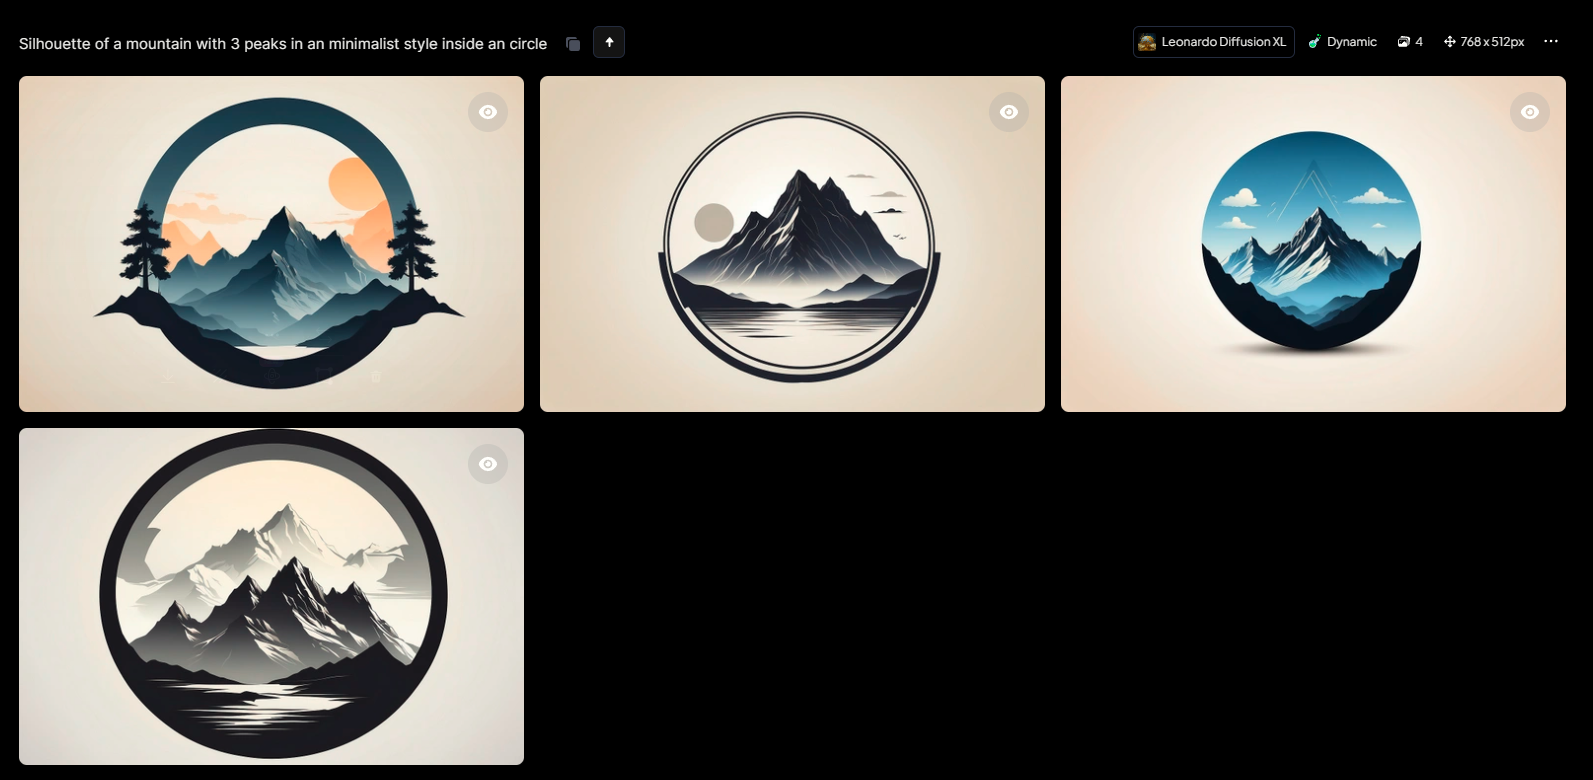 Silhouette of a mountain with 3 peaks in an minimalist style inside an circle
Leonardo Diffusion XL
Dynamic
4
768 x 512px